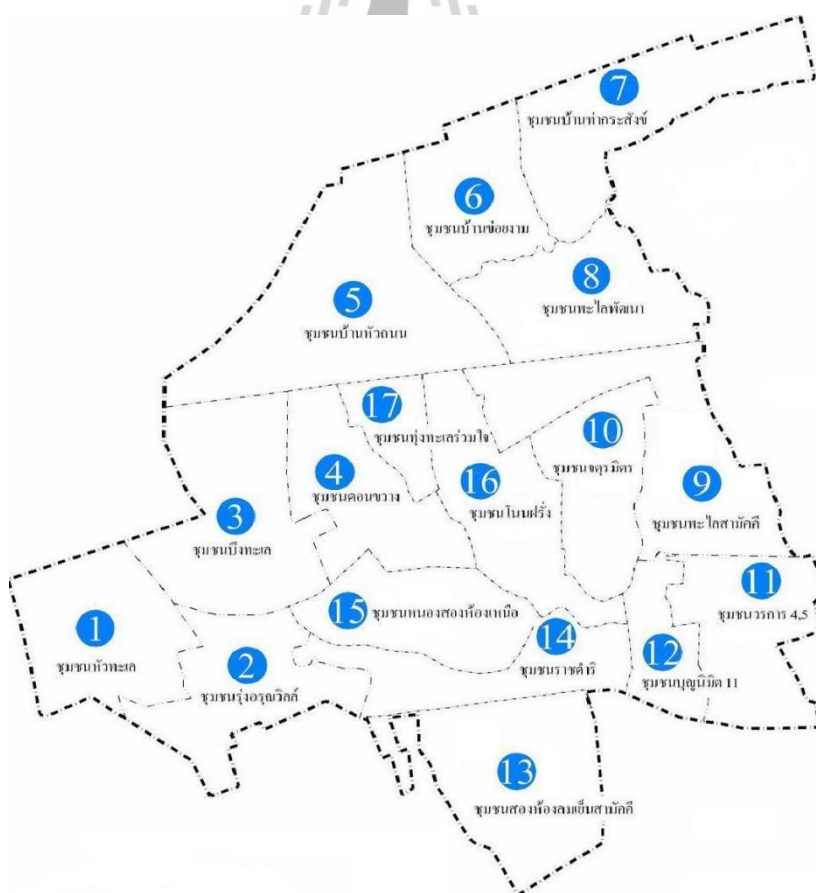 7
ชุมชนบ้านท่ากระสังข์
6
ชุมชนบ้านข่อยงาม
8
ชุมชนทะไลพัฒนา
5
ชุมชนบ้านหัวถนน
17
ชุมชนทุ่งทะเลร่วมใจ
10
ชุมชนจตุรมิตร
4
ชุมชนดอนขวาง
16
ชุมชนโนนฝรั่ง
9
ชุมชนทะไลสามัคคี
3
ชุมชนบึงทะเล
11
ชุมชนวรการ 4,5
15
ชุมชนหนองสองห้องเหนือ
1
ชุมชนหัวทะเล
14
ชุมชนราชดำริ
12
ชุมชนบุญนิมิต 11
2
ชุมชนรุ่งอรุณวิลล์
13
ชุมชนสองห้องลมเย็นสามัคคี